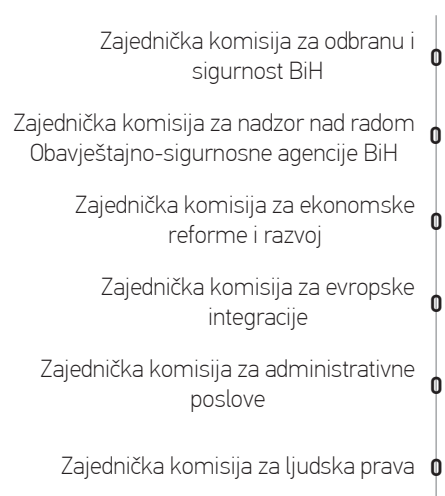 Zajednička komisija za odbranu i
sigurnost BiH
0
Zajednička komisija za nadzor nad radom
Obavještajno-sigurnosne agencije BiH
0
Zajednička komisija za ekonomske
reforme i razvoj
0
Zajednička komisija za evropske
integracije
0
Zajednička komisija za administrativne
poslove
0
Zajednička komisija za ljudska prava
0